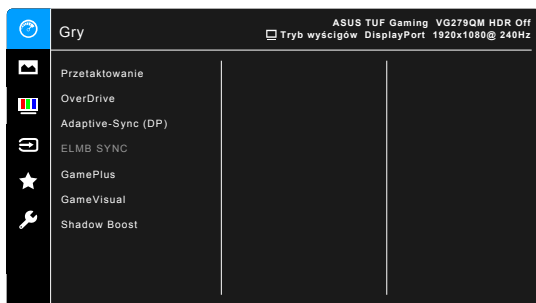 Gry
ASUS TUF Gaming VG279QM HDR Off
Tryb wyścigów DisplayPort 1920x1080@ 240Hz
Przetaktowanie
OverDrive
Adaptive-Sync (DP)
ELMB SYNC
GamePlus
GameVisual
Shadow Boost